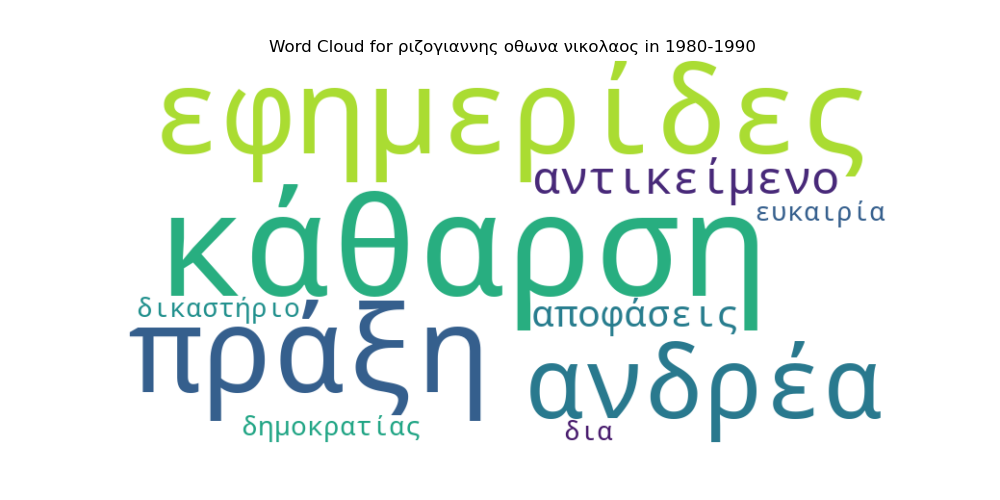 Word Cloud for ριζογιαννης οθωνα νικολαος in 1980-1990
εφημερίδες
αντικείμενο
ευκαιρία
κάθαρση
δικαστήριο
αποφάσεις
πράξη
ανδρέα
δημοκρατίας
δια